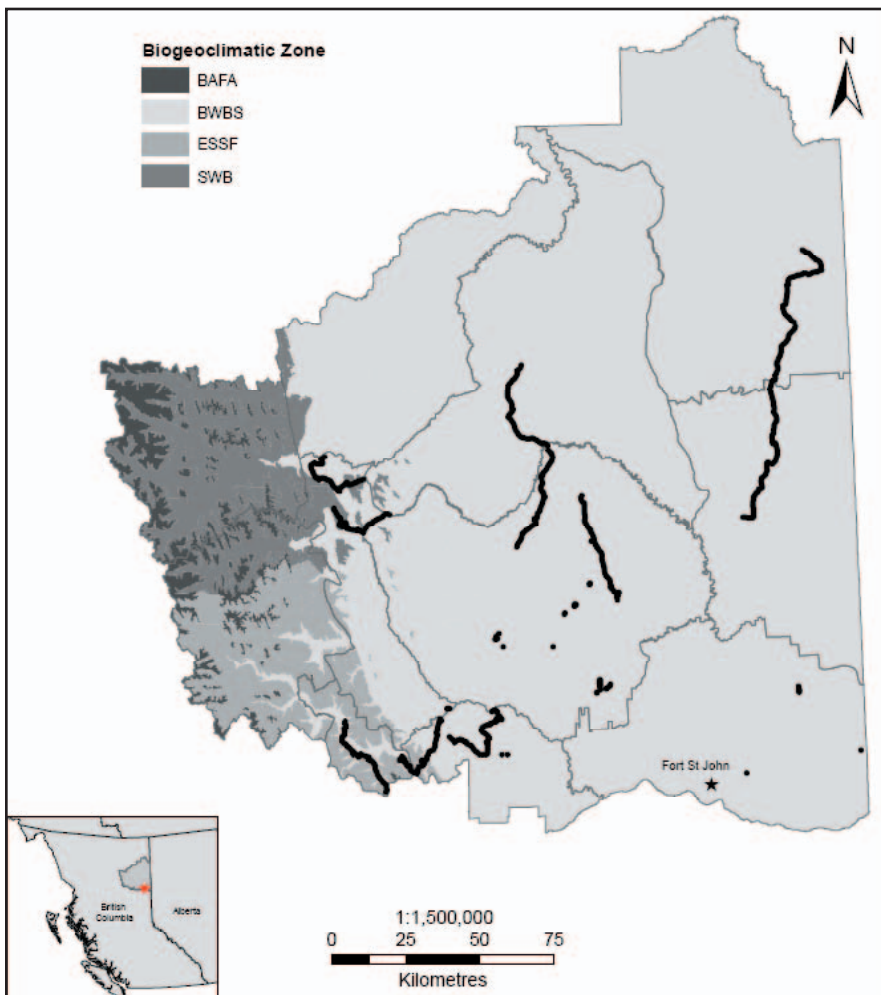 Biogeoclimatic Zone
BAFA
BWBS
ESSF
SWB
N
Fort St John
British
Columbia
Alberta
1:1,500,000
0 25 50 75
Kilometres